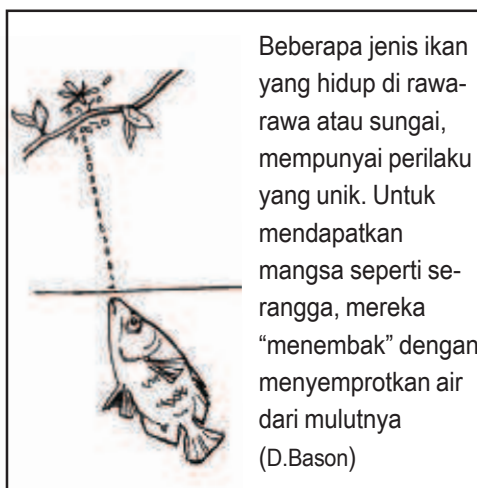 Beberapa jenis ikan
yang hidup di rawa-
rawa atau sungai,
mempunyai perilaku
yang unik. Untuk
mendapatkan
mangsa seperti se-
rangga, mereka
“menembak” dengan
menyemprotkan air
dari mulutnya
(D.Bason)